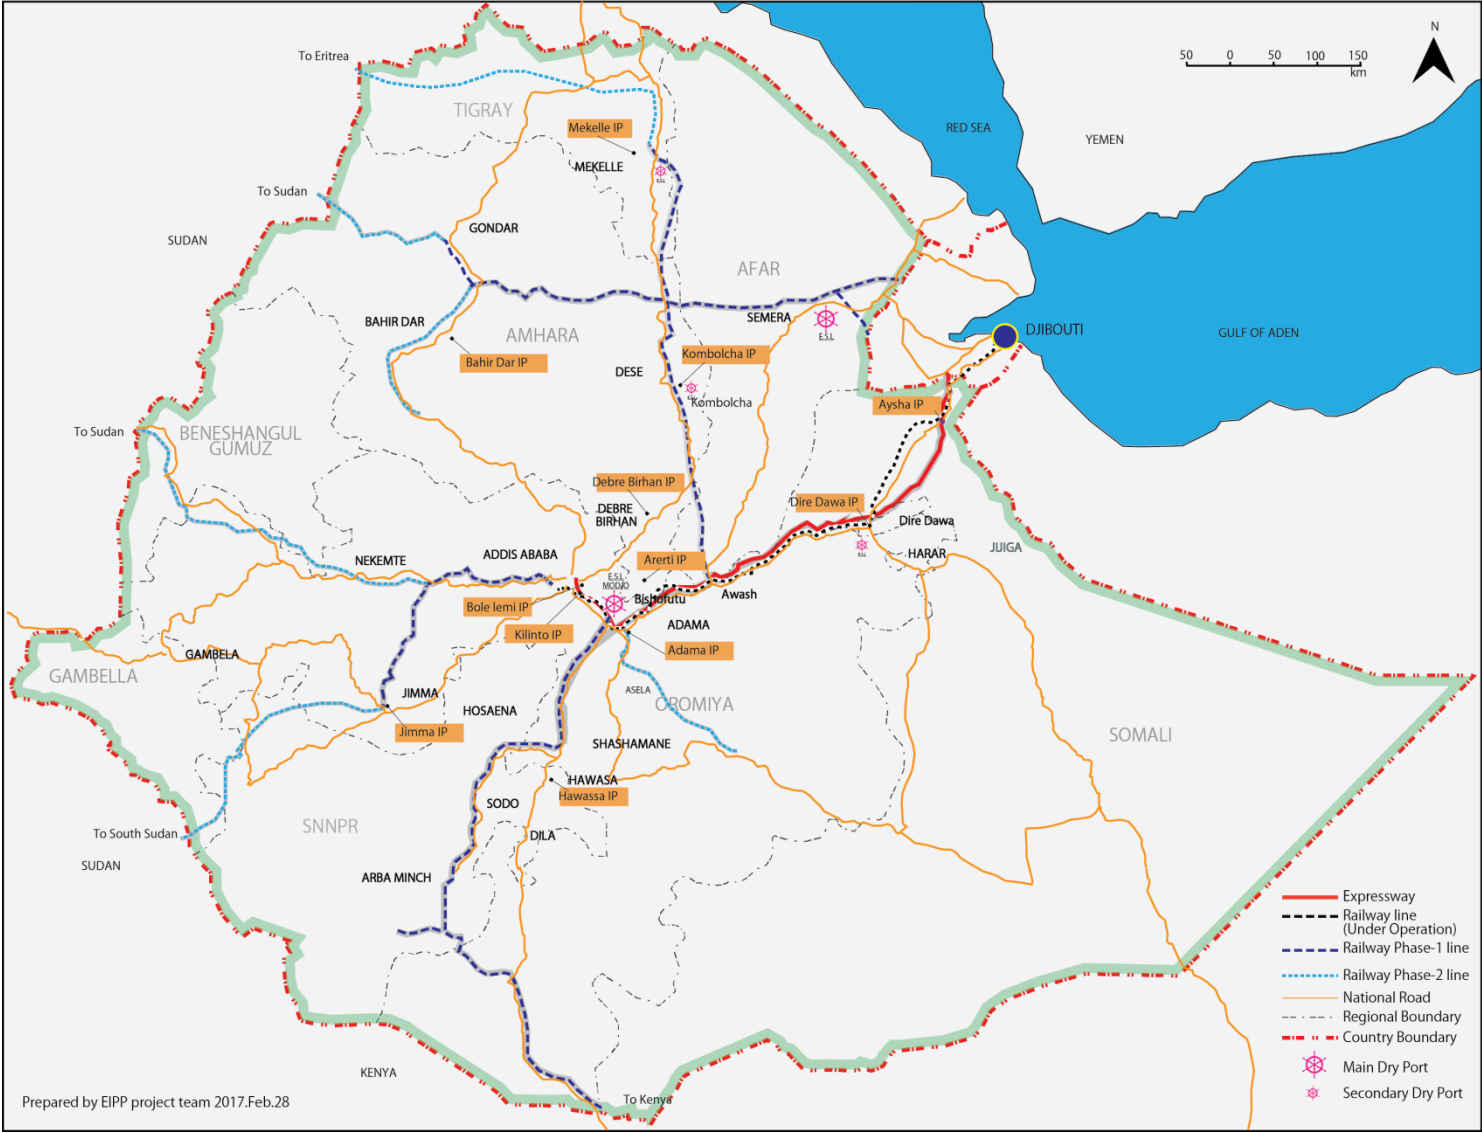 N
50 0 50 100 150
km
To Eritrea
TIGRAY
RED SEA
YEMEN
Mekelle IP
MEKELLE
To Sudan
SUDAN
GONDAR
AFAR
BAHIR DAR
AMHARA
SEMERA
E.S.L
DJIBOUTI
GULF OF ADEN
Bahir Dar IP
DESE
Kombolcha IP
Kombolcha
Aysha IP
To Sudan
BENESHANGUL
GUMUZ
Debre Birhan IP
DEBRE
BIRHAN
Dire Dawa IP
Dire Dawa
HARAR
JIJIGA
NEKEMTE
ADDIS ABABA
Arerti IP
E.S.L
MODJO
Bishofutu
Awash
Bole lemi IP
Kilinto IP
ADAMA
Adama IP
GAMBELA
GAMBELLA
JIMMA
Jimma IP
HOSAENA
ASELA
OROMIYA
SHASHAMANE
SOMALI
HAWASA
Hawassa IP
SODO
SNNPR
DILA
To South Sudan
SUDAN
ARBA MINCH
KENYA
To Kenya
Prepared by EIPP project team 2017.Feb.28
Expressway
Railway line
(Under Operation)
Railway Phase-1 line
Railway Phase-2 line
National Road
Regional Boundary
Country Boundary
Main Dry Port
Secondary Dry Port